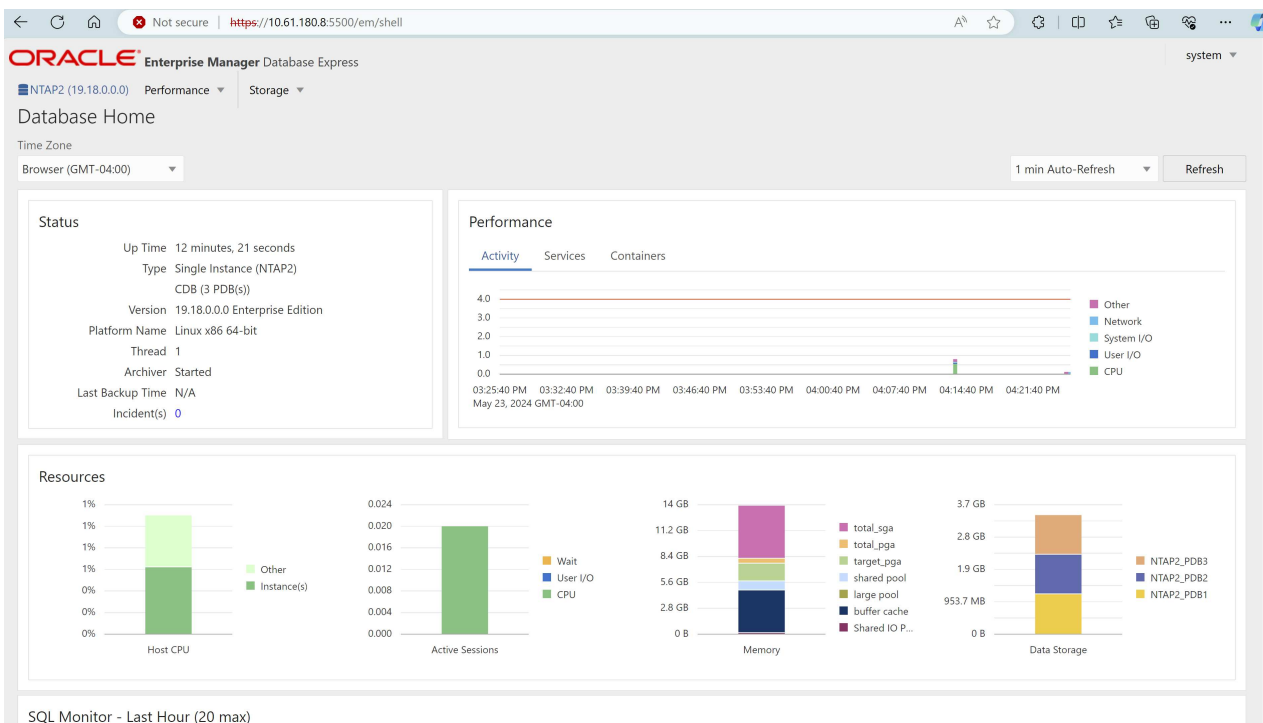 Not secure https://10.61.180.8:5500/em/shell
ORACLE Enterprise Manager Database Express
system
NTAP2 (19.18.0.0.0) Performance Storage
Database Home
Time Zone
Browser (GMT-04:00)
1 min Auto-Refresh Refresh
Status
Up Time 12 minutes, 21 seconds
Type Single Instance (NTAP2)
CDB (3 PDB(s))
Version 19.18.0.0.0 Enterprise Edition
Platform Name Linux x86 64-bit
Thread 1
Archiver Started
Last Backup Time N/A
Incident(s) 0
Performance
Activity Services Containers
4.0
3.0
2.0
1.0
0.0
03:25:40 PM 03:32:40 PM 03:39:40 PM 03:46:40 PM 03:53:40 PM 04:00:40 PM 04:07:40 PM 04:14:40 PM 04:21:40 PM
May 23, 2024 GMT-04:00
Other
Network
System I/O
User I/O
CPU
Resources
1%
1%
1%
1%
0%
0%
0%
Other
Instance(s)
Host CPU
0.024
0.020
0.016
0.012
0.008
0.004
0.000
Wait
User I/O
CPU
Active Sessions
14 GB
11.2 GB
8.4 GB
5.6 GB
2.8 GB
0 B
total_sga
total_pga
target_pga
shared pool
large pool
buffer cache
Shared IO P...
Memory
3.7 GB
2.8 GB
1.9 GB
953.7 MB
0 B
NTAP2_PDB3
NTAP2_PDB2
NTAP2_PDB1
Data Storage
SQL Monitor - Last Hour (20 max)